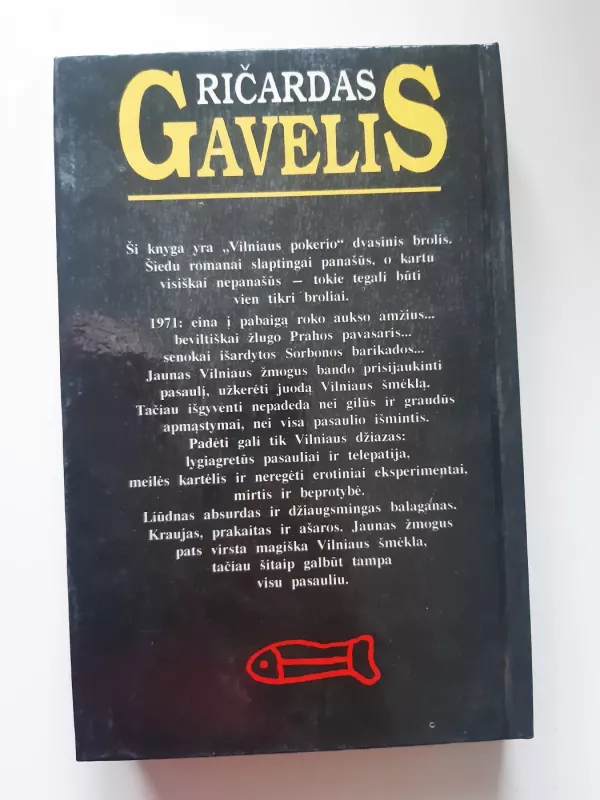 RIČARDAS
GAVELIS
Ši knyga yra „Vilniaus pokerio“ dvasinis brolis.
Šiedu romanai slaptingai panašūs, o kartu
visiškai nepanašūs — tokie tegali būti
vien tikri broliai.
1971: eina į pabaigą roko aukso amžius...
beviltiškai žlugo Prahos pavasaris...
senokai išardytos Sorbonos barikados...
Jaunas Vilniaus žmogus bando prisijaukinti
pasaulį, užkerėti juodą Vilniaus šmėklą.
Tačiau išgyventi nepadeda nei gilūs ir graudūs
apmąstymai, nei visa pasaulio išmintis.
Padėti gali tik Vilniaus džiazas:
lygiagretūs pasauliai ir telepatija,
meilės kartėlis ir neregėti erotiniai eksperimentai,
mirtis ir beprotybė.
Liūdnas absurdas ir džiaugsmingas balaganas.
Kraujas, prakaitas ir ašaros. Jaunas žmogus
pats virsta magiška Vilniaus šmėkla,
tačiau šitaip galbūt tampa
visu pasauliu.